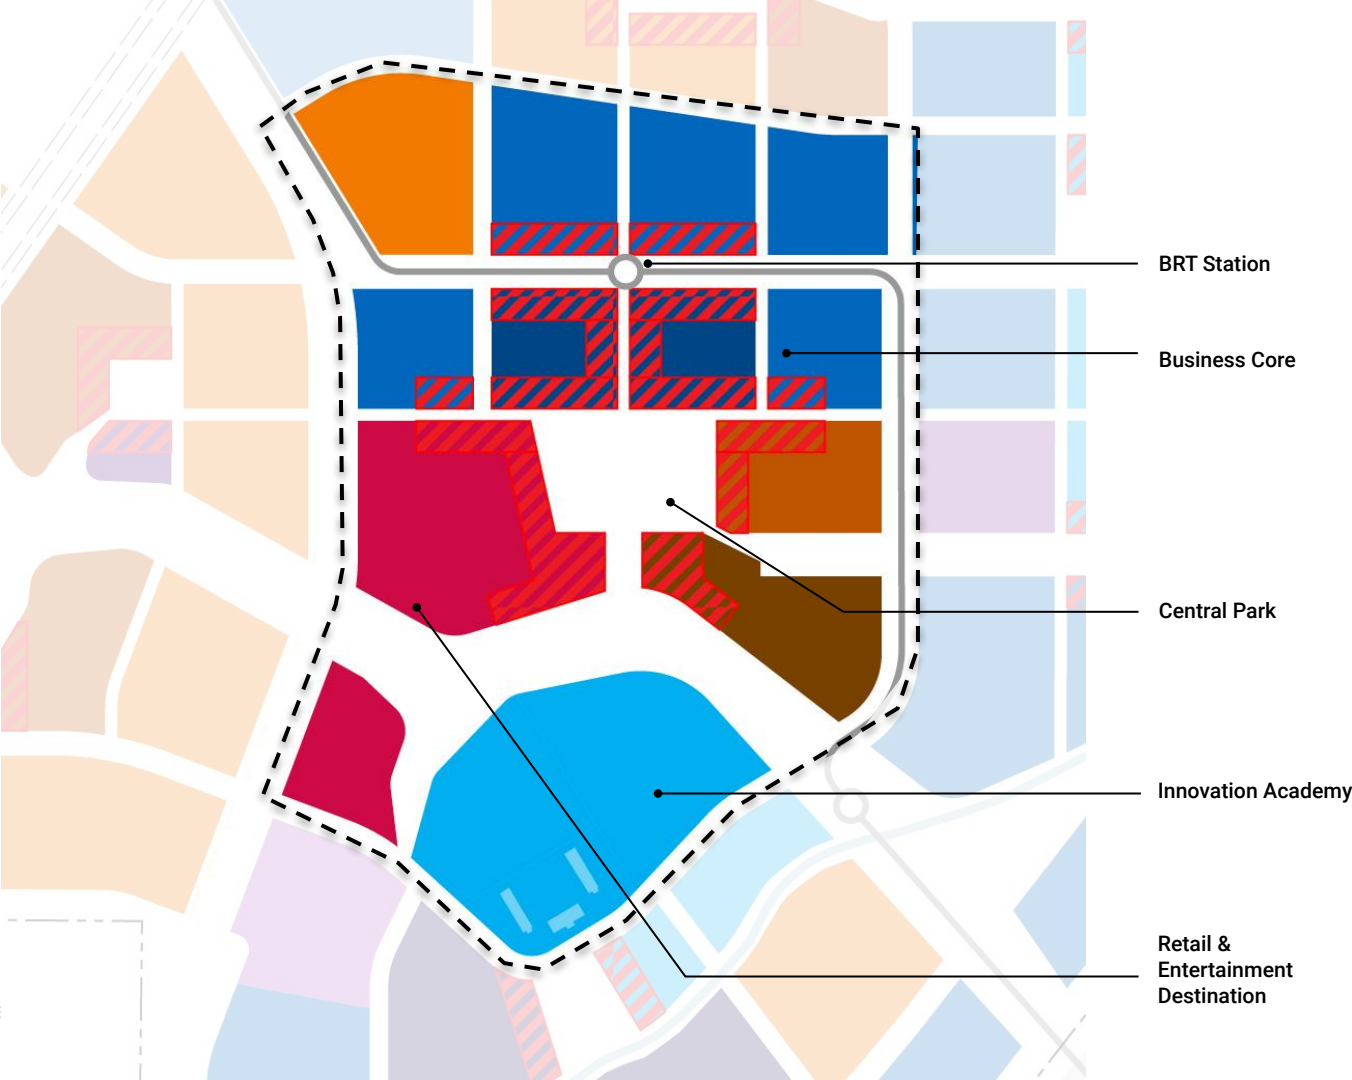 BRT Station
Business Core
Central Park
Innovation Academy
Retail &
Entertainment
Destination